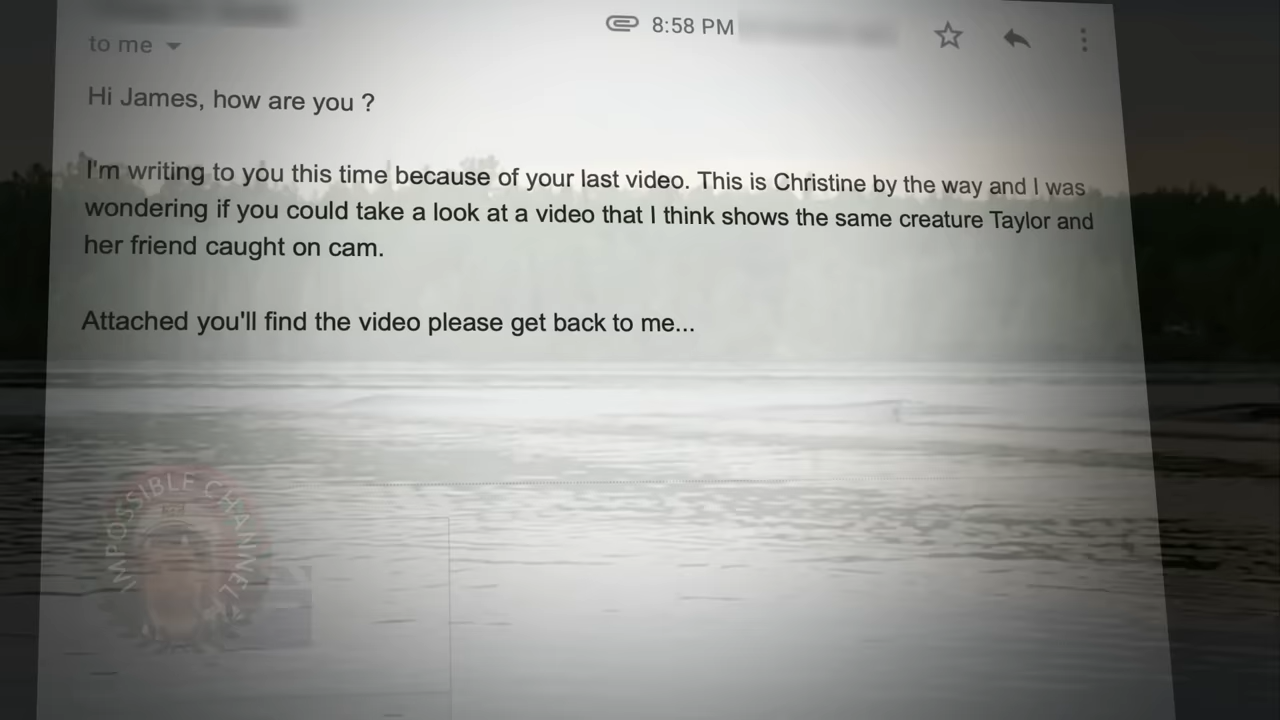 8:58 PM
to me
Hi James, how are you ?
I'm writing to you this time because of your last video. This is Christine by the way and I was
wondering if you could take a look at a video that I think shows the same creature Taylor and
her friend caught on cam.
Attached you'll find the video please get back to me...
IMPOSSIBLE CHANNEL